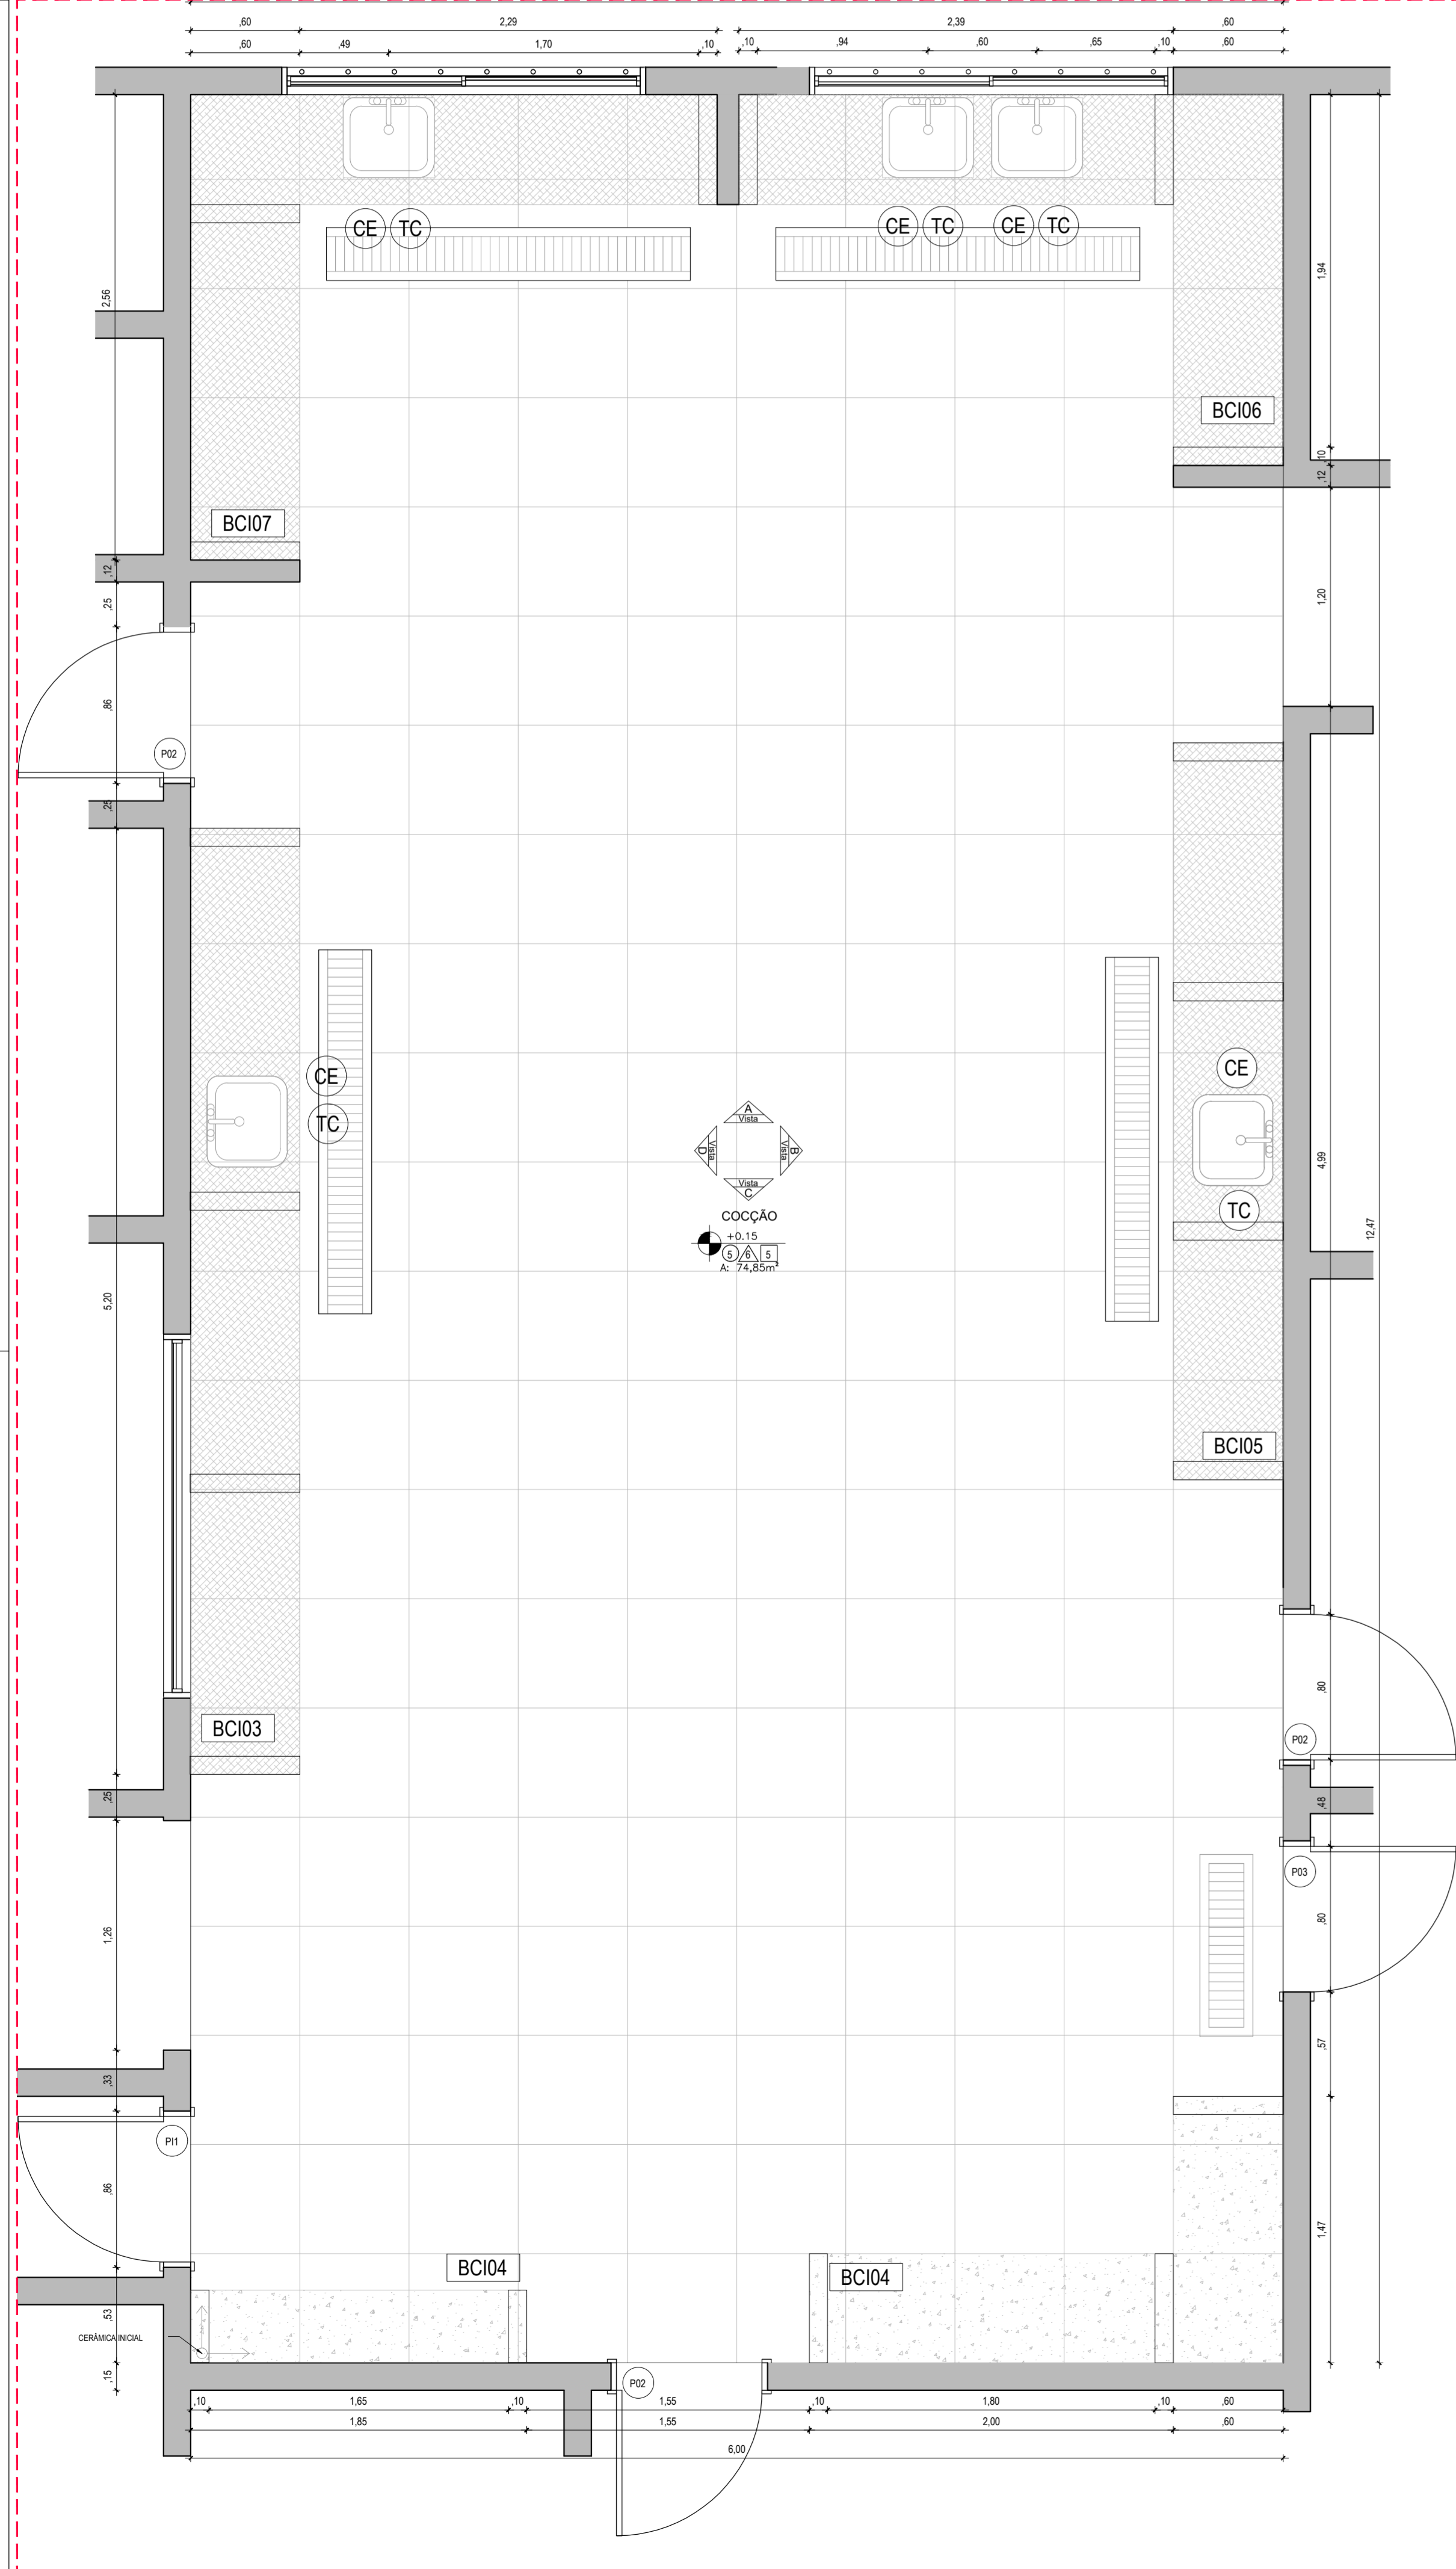 ,60
2,29
2,39
,60
,60
,49
1,70
,10
,10
,94
,60
,65
,10
,60
CE
TC
CE
TC
CE
TC
2,56
1,94
BCI06
,10
,12
BCI07
,12
,25
1,20
,86
P02
,25
CE
CE
TC
A
Vista
D
Vista
Vista
B
Vista
C
4,99
TC
COCÇÃO
+0.15
5
6
5
A: 74,85m²
12,47
5,20
BCI05
,80
BCI03
P02
,25
,48
P03
1,26
,80
,57
,33
PI1
,86
1,47
BCI04
BCI04
,53
CERÂMICA INICIAL
,15
P02
,10
1,65
,10
1,55
,10
1,80
,10
,60
1,85
1,55
2,00
,60
6,00